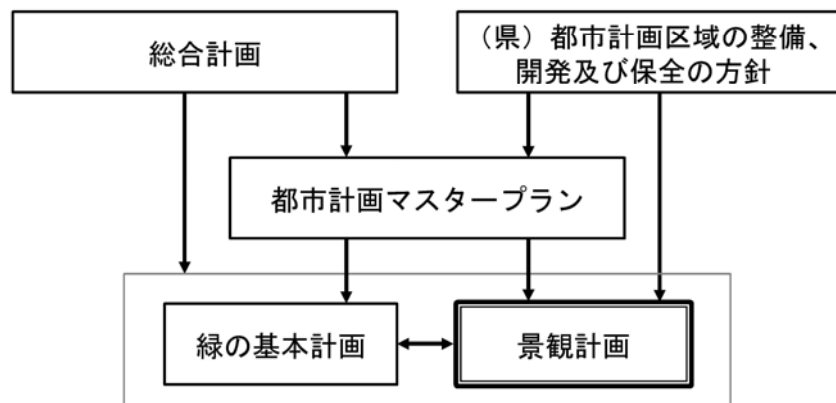 総合計画
（県）都市計画区域の整備、
開発及び保全の方針
都市計画マスタープラン
緑の基本計画
景観計画